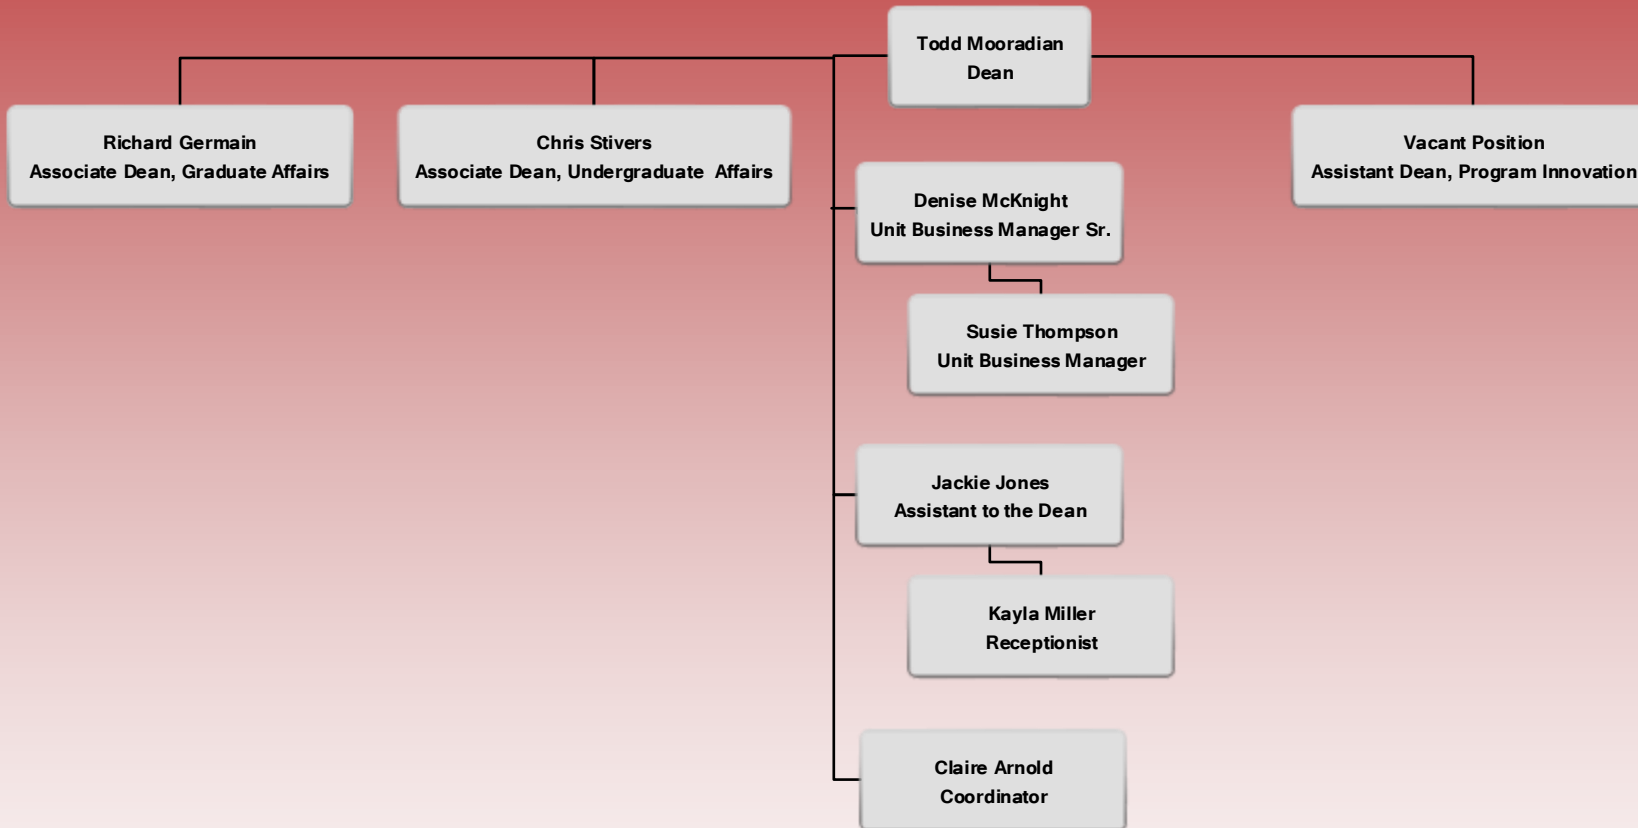 Todd Mooradian
Dean
Richard Germain
Associate Dean, Graduate Affairs
Chris Stivers
Associate Dean, Undergraduate  Affairs
Vacant Position
Assistant Dean, Program Innovation
Denise McKnight
Unit Business Manager Sr.
Susie Thompson
Unit Business Manager
Jackie Jones
Assistant to the Dean
Kayla Miller
Receptionist
Claire Arnold
Coordinator